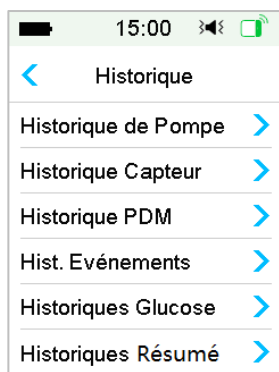 15:00
Historique
Historique de Pompe
Historique Capteur
Historique PDM
Hist. Evénements
Historiques Glucose
Historiques Résumé